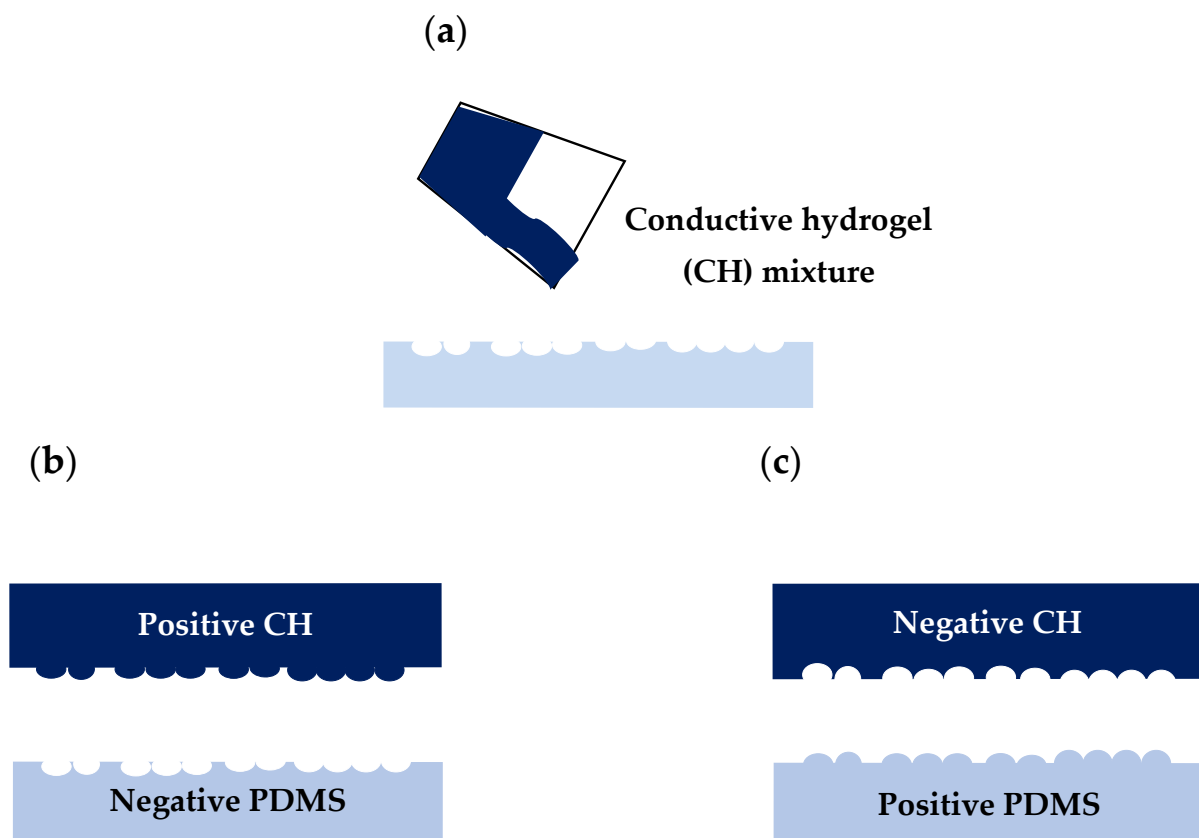 (a)
Conductive hydrogel
(CH) mixture
(b)
(c)
Positive CH
Negative CH
Negative PDMS
Positive PDMS